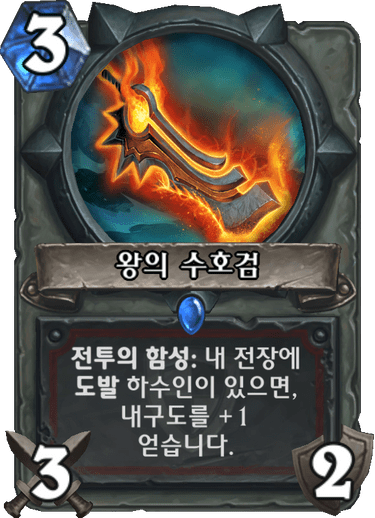 3
왕의 수호검
전투의 함성: 내 전장에
도발 하수인이 있으면,
내구도를 +1
얻습니다.
3
2